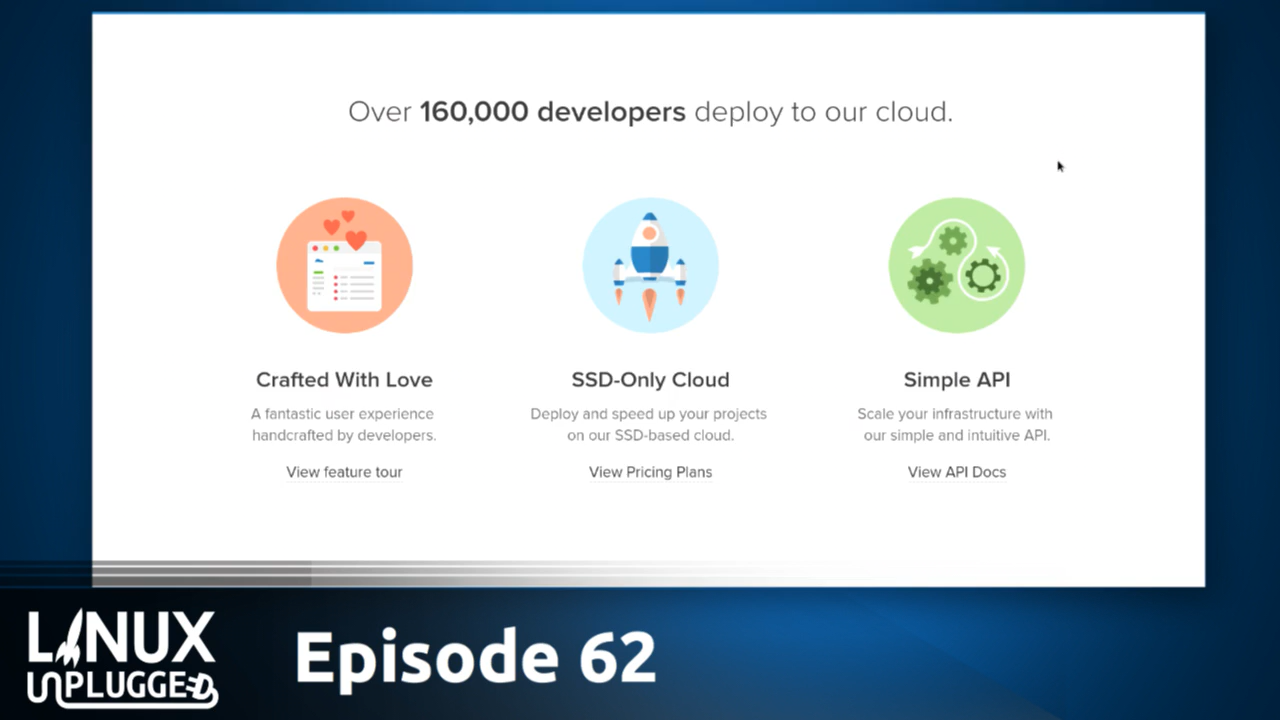 Over 160,000 developers deploy to our cloud.
Crafted With Love
A fantastic user experience
handcrafted by developers.
View feature tour
SSD-Only Cloud
Deploy and speed up your projects
on our SSD-based cloud.
View Pricing Plans
Simple API
Scale your infrastructure with
our simple and intuitive API.
View API Docs
LINUX
UNPLUGGED
Episode 62